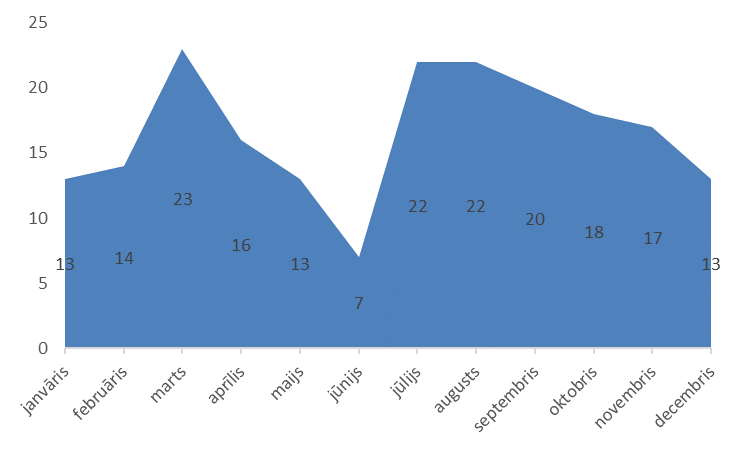 25
20
15
10
5
0
13
14
23
16
13
7
22
22
20
18
17
13
janvāris
februāris
marts
aprīlis
maijs
jūnijs
jūlijs
augusts
septembris
oktobris
novembris
decembris